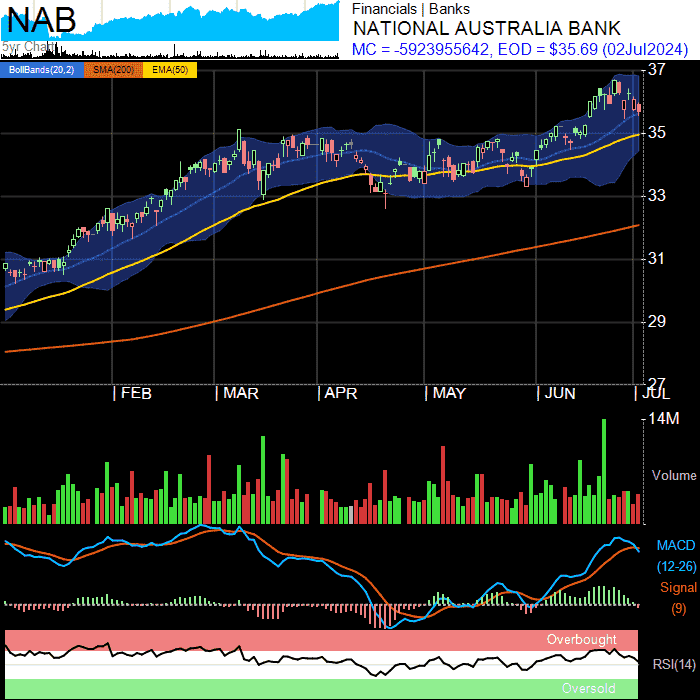 NAB
5yr Chart
Financials | Banks
NATIONAL AUSTRALIA BANK
MC = -5923955642, EOD = $35.69 (02Jul2024)
BollBands(20,2) SMA(200) EMA(50)
37
35
33
31
29
27
FEB MAR APR MAY JUN JUL
14M
Volume
MACD
(12-26)
Signal
(9)
Overbought
RSI(14)
Oversold